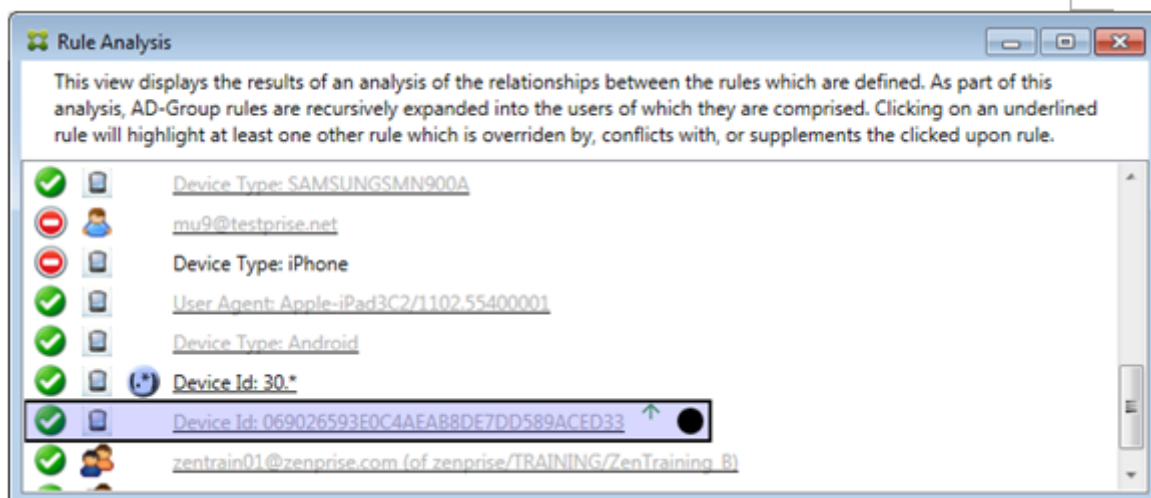 Rule Analysis
This view displays the results of an analysis of the relationships between the rules which are defined. As part of this
analysis, AD-Group rules are recursively expanded into the users of which they are comprised. Clicking on an underlined
rule will highlight at least one other rule which is overriden by, conflicts with, or supplements the clicked upon rule.
Device Type: SAMSUNGSMN900A
mu9@testprise.net
Device Type: iPhone
User Agent: Apple-iPad3C2/1102.55400001
Device Type: Android
(.*) Device Id: 30.*
Device Id: 069026593E0C4AEAB8DE7DD589ACED33
zentrain01@zenprise.com (of zenprise/TRAINING/ZenTraining_B)